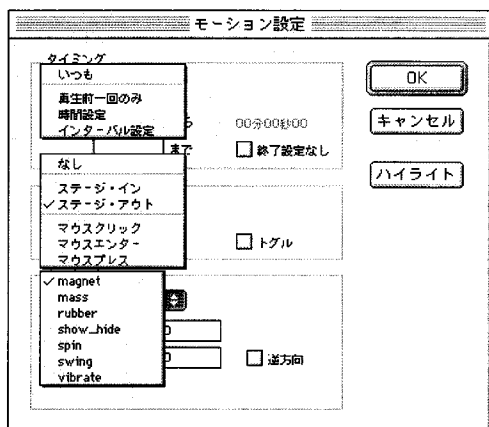 モーション設定
タイミング
いつも
再生前一回のみ
時間設定
インターバル設定
ら
00分00秒00
まで
終了設定なし
なし
ステージ・イン
✓ステージ・アウト
マウスクリック
マウスエンター
マウスプレス
トグル
✓magnet
mass
rubber
show_hide
spin
swing
vibrate
0
0
逆方向
OK
キャンセル
ハイライト